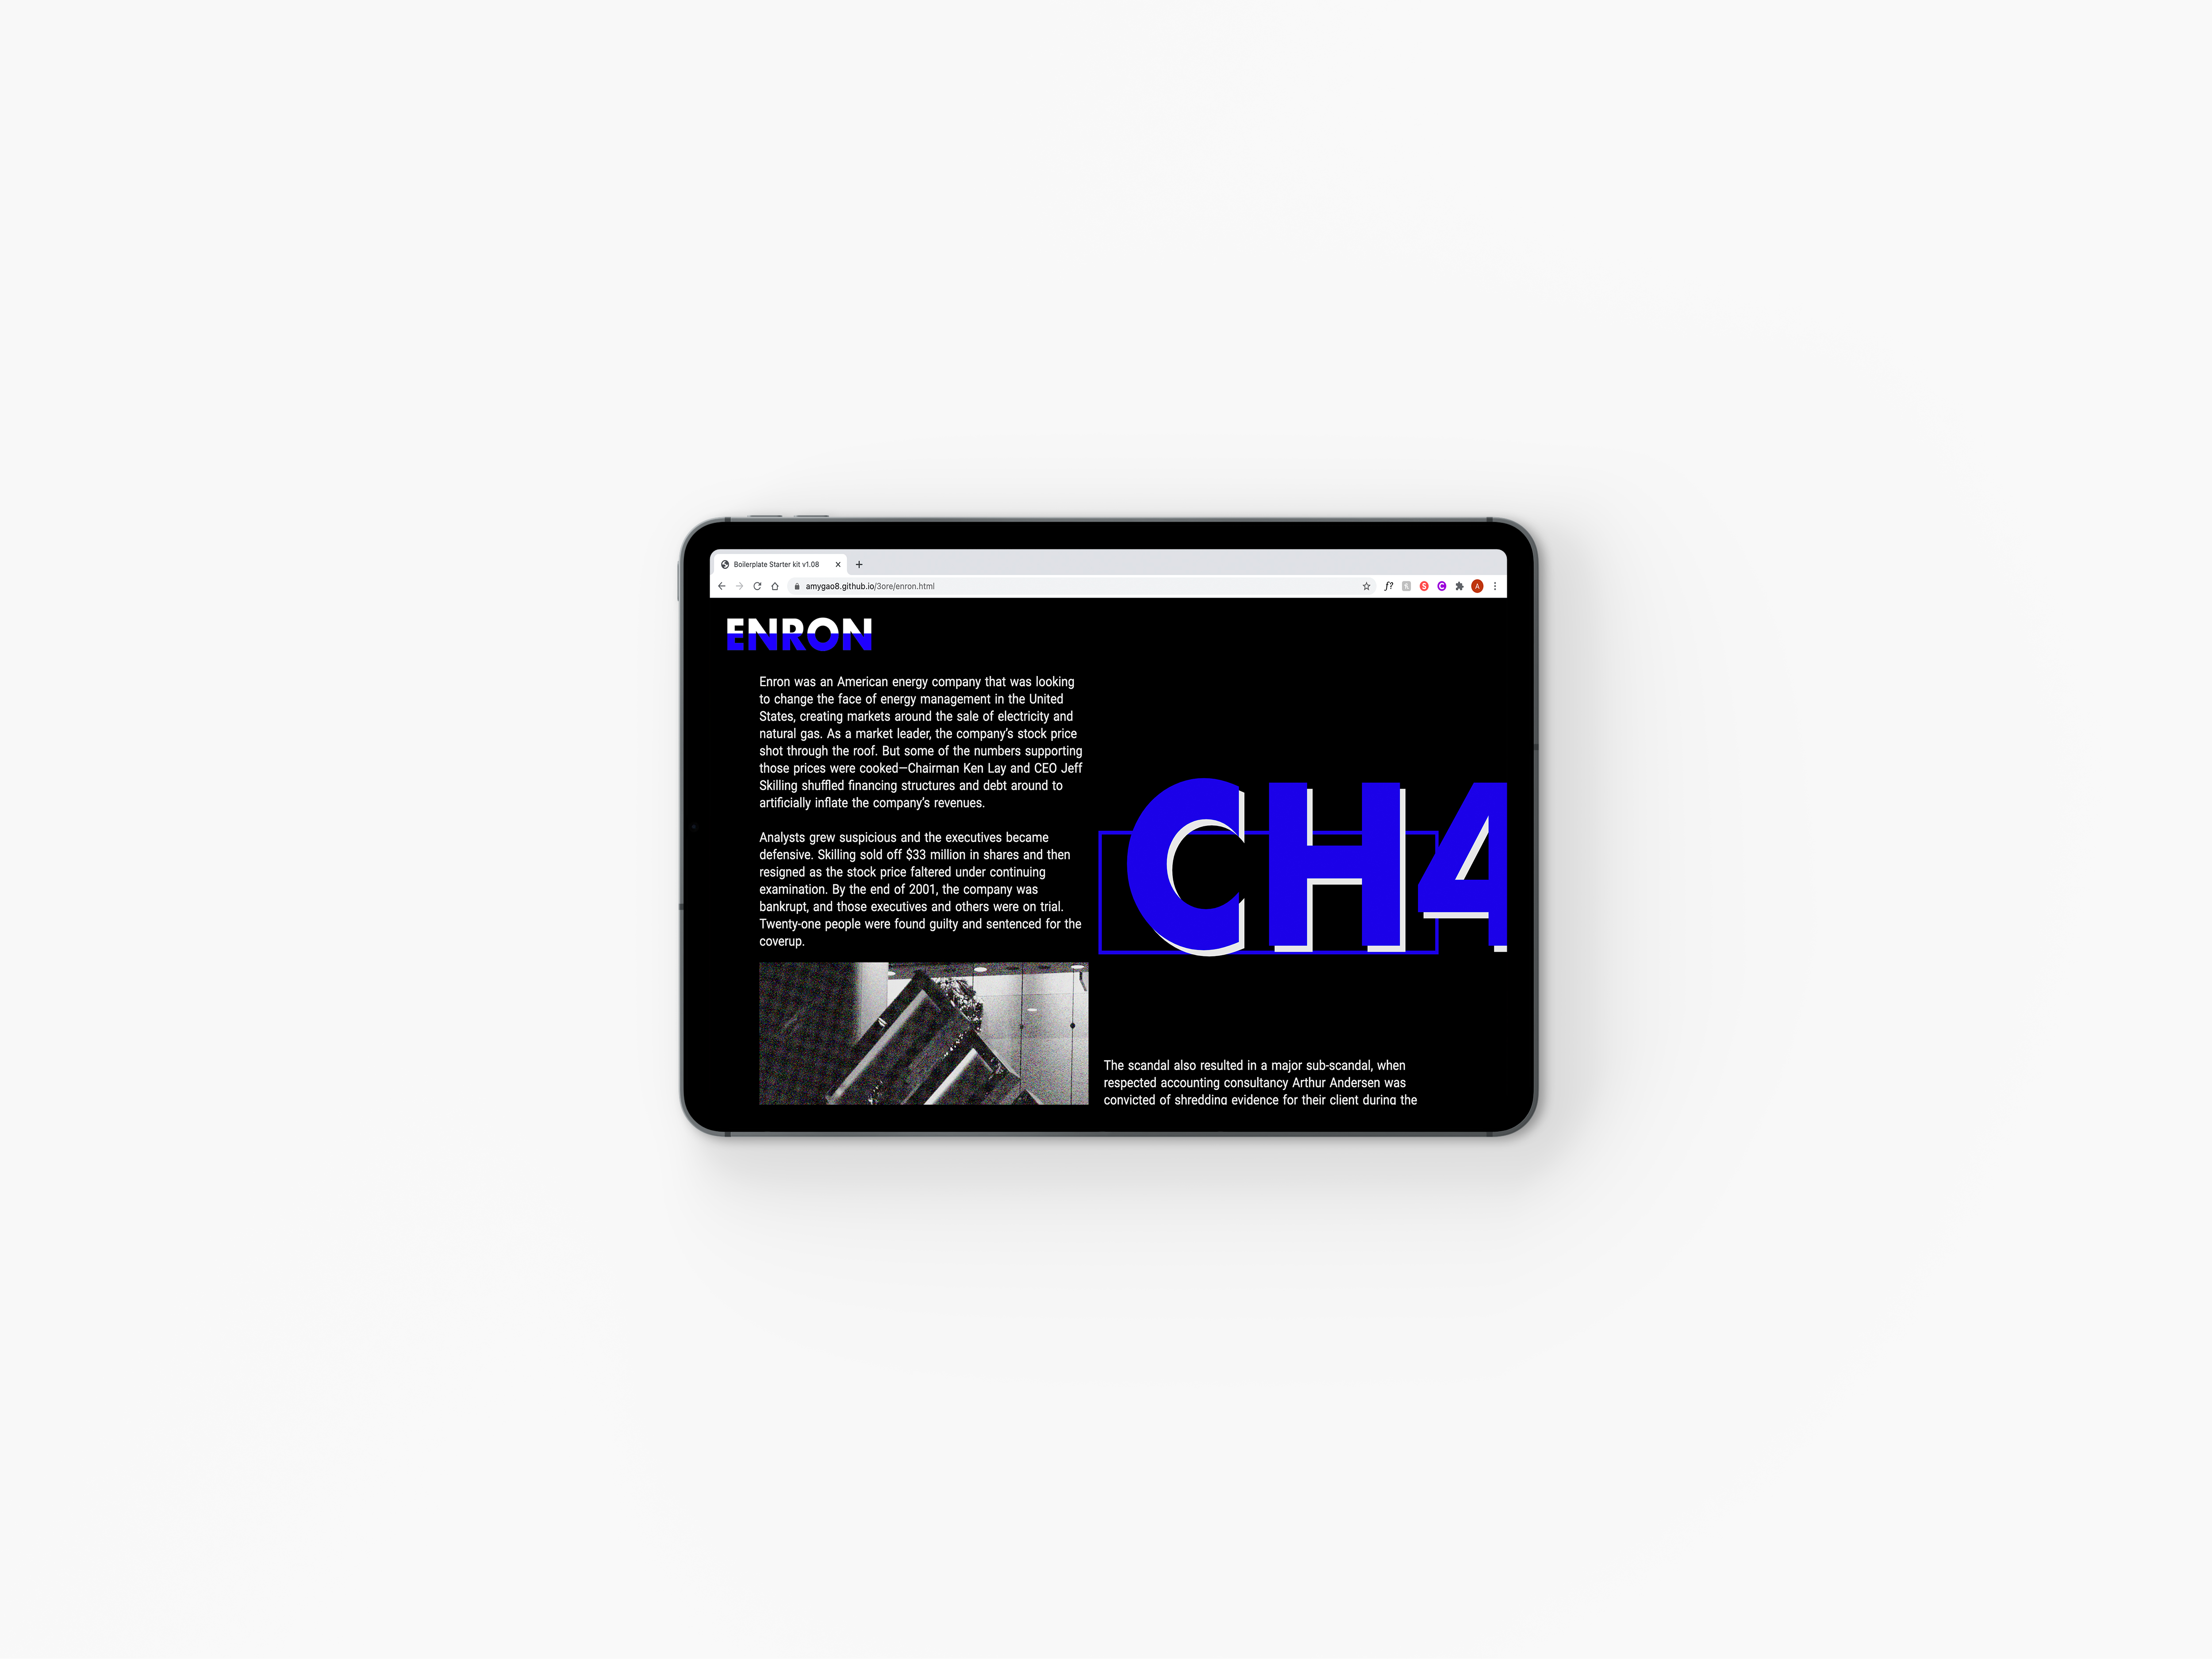 Boilerplate Starter kit v1.08
amygao8.github.io/3ore/enron.html
f?
S
C
A
ENRON
Enron was an American energy company that was looking
to change the face of energy management in the United
States, creating markets around the sale of electricity and
natural gas. As a market leader, the company’s stock price
shot through the roof. But some of the numbers supporting
those prices were cooked—Chairman Ken Lay and CEO Jeff
Skilling shuffled financing structures and debt around to
artificially inflate the company’s revenues.
Analysts grew suspicious and the executives became
defensive. Skilling sold off $33 million in shares and then
resigned as the stock price faltered under continuing
examination. By the end of 2001, the company was
bankrupt, and those executives and others were on trial.
Twenty-one people were found guilty and sentenced for the
coverup.
CH4
The scandal also resulted in a major sub-scandal, when
respected accounting consultancy Arthur Andersen was
convicted of shredding evidence for their client during the